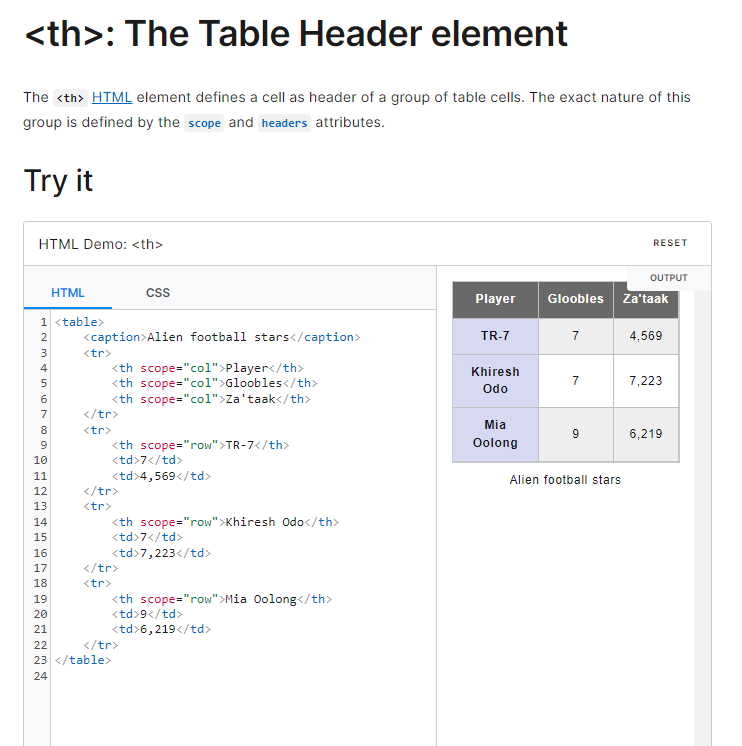 <th>: The Table Header element
The <th> HTML element defines a cell as header of a group of table cells. The exact nature of this
group is defined by the scope and headers attributes.
Try it
HTML Demo: <th>
RESET
HTML
CSS
1 <table>
2 <caption>Alien football stars</caption>
3 <tr>
4 <th scope="col">Player</th>
5 <th scope="col">Gloobles</th>
6 <th scope="col">Za'taak</th>
7 </tr>
8 <tr>
9 <th scope="row">TR-7</th>
10 <td>7</td>
11 <td>4,569</td>
12 </tr>
13 <tr>
14 <th scope="row">Khiresh Odo</th>
15 <td>7</td>
16 <td>7,223</td>
17 </tr>
18 <tr>
19 <th scope="row">Mia Oolong</th>
20 <td>9</td>
21 <td>6,219</td>
22 </tr>
23 </table>
24
OUTPUT
Player Gloobles Za'taak
TR-7 7 4,569
Khiresh
Odo 7 7,223
Mia
Oolong 9 6,219
Alien football stars